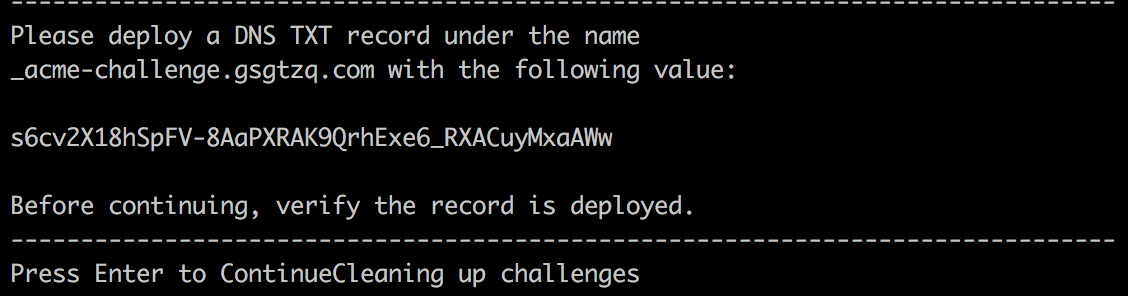 -------------------------------------------------------------------------------
Please deploy a DNS TXT record under the name
_acme-challenge.gsgtzq.com with the following value:

s6cv2X18hSpFV-8AaPXRAK9QrhExe6_RXACuyMxaAWw

Before continuing, verify the record is deployed.
-------------------------------------------------------------------------------
Press Enter to ContinueCleaning up challenges